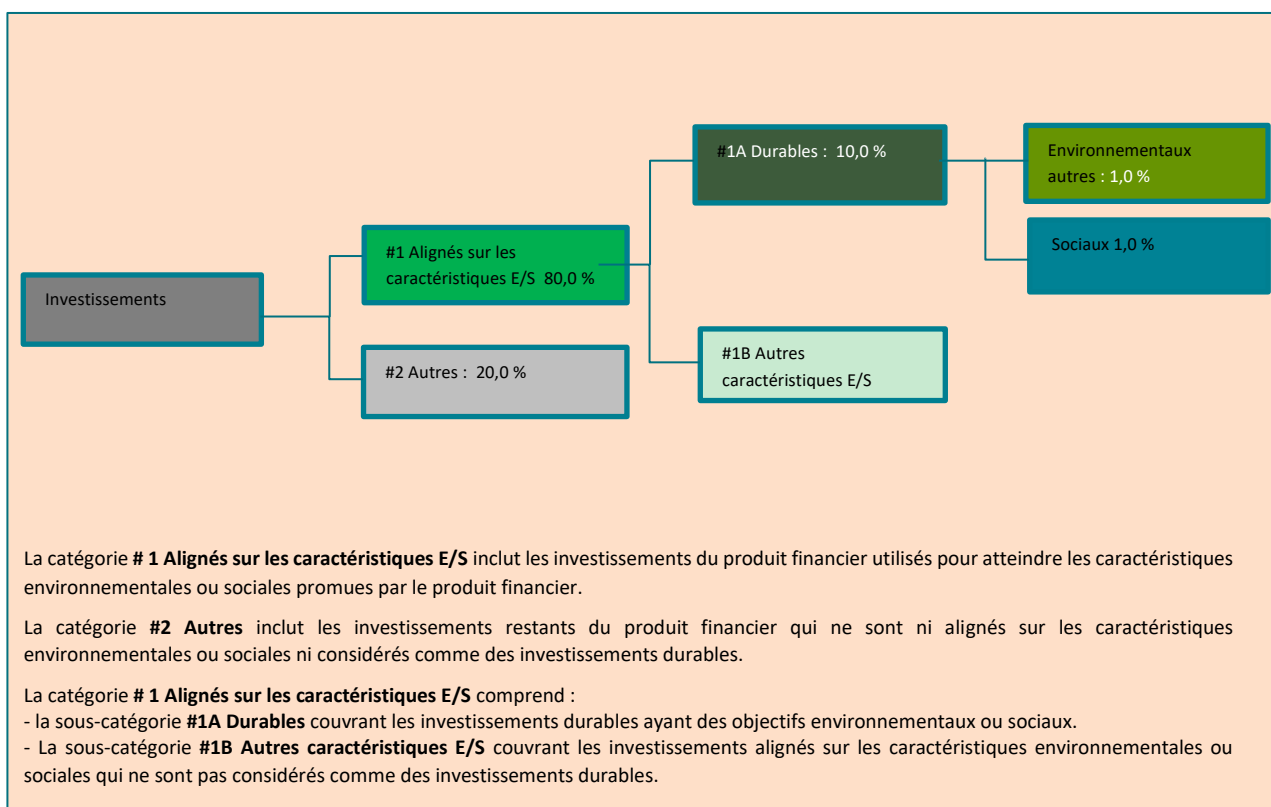 #1A Durables : 10,0 %
Environnementaux
autres : 1,0 %
#1 Alignés sur les
caractéristiques E/S 80,0 %
Sociaux 1,0 %
Investissements
#2 Autres : 20,0 %
#1B Autres
caractéristiques E/S
La catégorie # 1 Alignés sur les caractéristiques E/S inclut les investissements du produit financier utilisés pour atteindre les caractéristiques
environnementales ou sociales promues par le produit financier.
La catégorie #2 Autres inclut les investissements restants du produit financier qui ne sont ni alignés sur les caractéristiques
environnementales ou sociales ni considérés comme des investissements durables.
La catégorie # 1 Alignés sur les caractéristiques E/S comprend :
- la sous-catégorie #1A Durables couvrant les investissements durables ayant des objectifs environnementaux ou sociaux.
- La sous-catégorie #1B Autres caractéristiques E/S couvrant les investissements alignés sur les caractéristiques environnementales ou
sociales qui ne sont pas considérés comme des investissements durables.